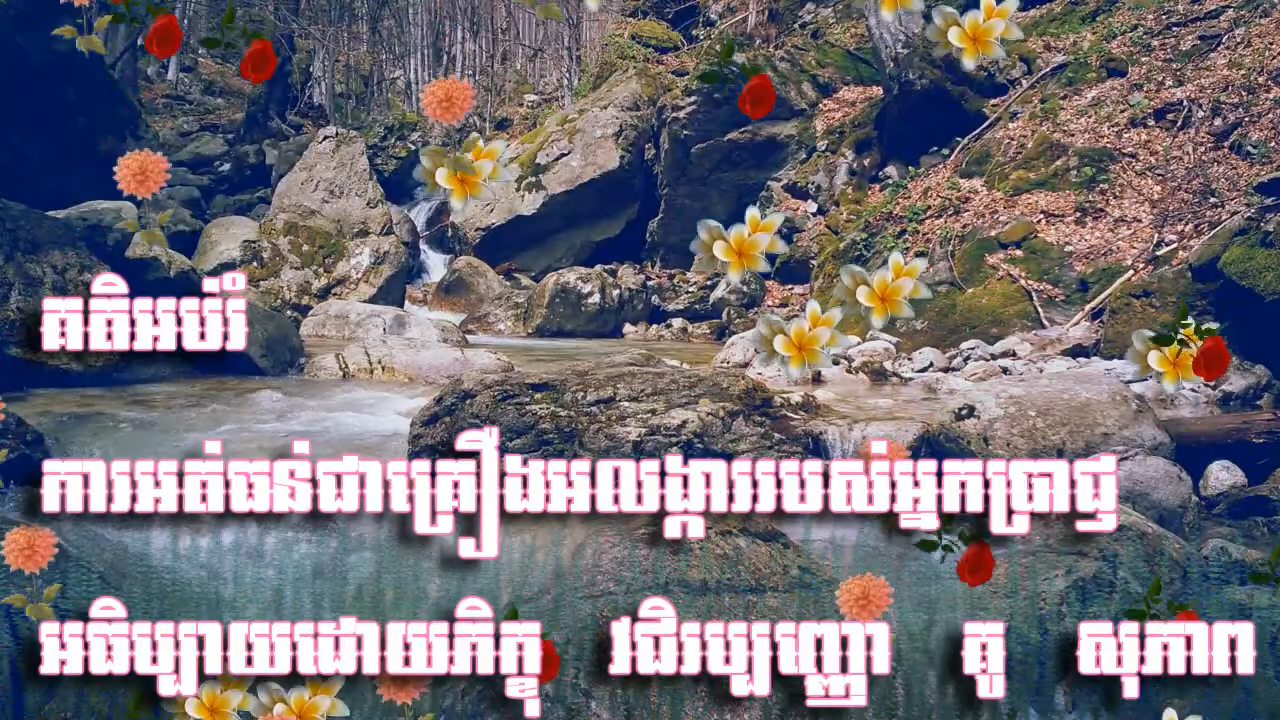 គតិអប់រំ
ការអត់ធន់ជាគ្រឿងអលង្ការរបស់អ្នកប្រាជ្ញ
អធិប្បាយដោយភិក្ខុ វជិរប្បញ្ញោ គូ សុភាព